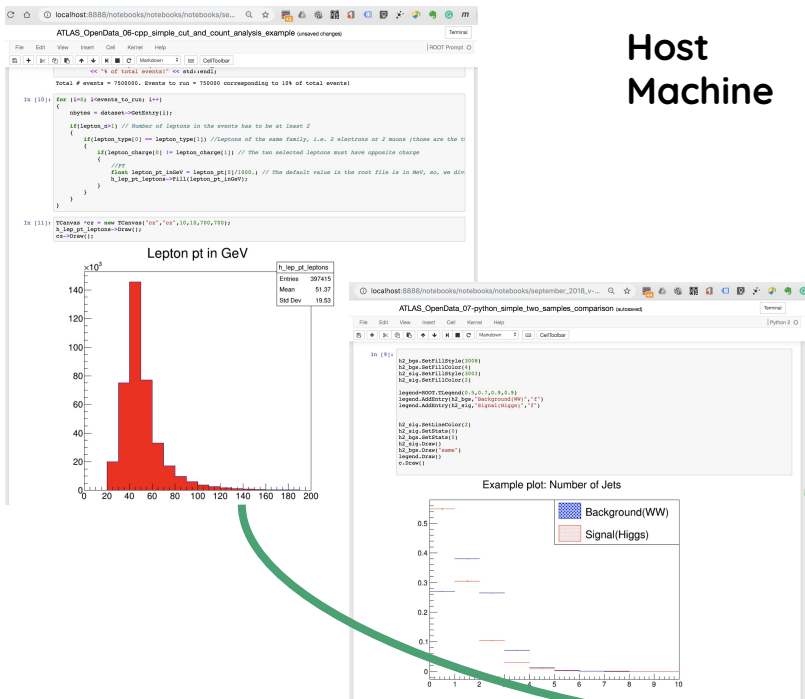 Host
Machine
localhost:8888/notebooks/notebooks/notebooks/se...
ATLAS_OpenData_06-cpp_simple_cut_and_count_analysis_example (unsaved changes)
Terminal
File Edit View Insert Cell Kernel Help
ROOT Prompt O
Markdown CellToolbar
<< "% of total events!" << std::endl;
Total # events = 7500000. Events to run = 750000 corresponding to 10% of total events!
In [10]: for (i=0; i<events_to_run; i++)
{
nbytes = dataset->GetEntry(i);
if(lepton_n>1) // Number of leptons in the events has to be at least 2
{
if(lepton_type[0] == lepton_type[1]) //Leptons of the same family, i.e. 2 electrons or 2 muons (those are the t
{
if(lepton_charge[0] != lepton_charge[1]) // The two selected leptons must have opposite charge
{
//PT
float lepton_pt_inGeV = lepton_pt[0]/1000.; // The default value in the root file is in MeV, so, we div
h_lep_pt_leptons->Fill(lepton_pt_inGeV);
}
}
}
}
In [11]: TCanvas *cz = new TCanvas("cz","cz",10,10,700,700);
h_lep_pt_leptons->Draw();
cz->Draw();
Lepton pt in GeV
×10³
h_lep_pt_leptons
Entries 397415
Mean 51.37
Std Dev 19.53
140
120
100
80
60
40
20
0
0 20 40 60 80 100 120 140 160 180 200
localhost:8888/notebooks/notebooks/notebooks/september_2018_v-...
ATLAS_OpenData_07-python_simple_two_samples_comparison (autosaved)
Terminal
File Edit View Insert Cell Kernel Help
Python 2 O
Markdown CellToolbar
In [9]:
h2_bgs.SetFillStyle(3008)
h2_bgs.SetFillColor(4)
h2_sig.SetFillStyle(3003)
h2_sig.SetFillColor(2)
legend=ROOT.TLegend(0.5,0.7,0.9,0.9)
legend.AddEntry(h2_bgs,"Background(WW)","f")
legend.AddEntry(h2_sig,"Signal(Higgs)","f")
h2_sig.SetLineColor(2)
h2_sig.SetStats(0)
h2_bgs.SetStats(0)
h2_sig.Draw()
h2_bgs.Draw("same")
legend.Draw()
c.Draw()
Example plot: Number of Jets
Background(WW)
Signal(Higgs)
0.5
0.4
0.3
0.2
0.1
0
0 1 2 4 5 6 7 8 9 10